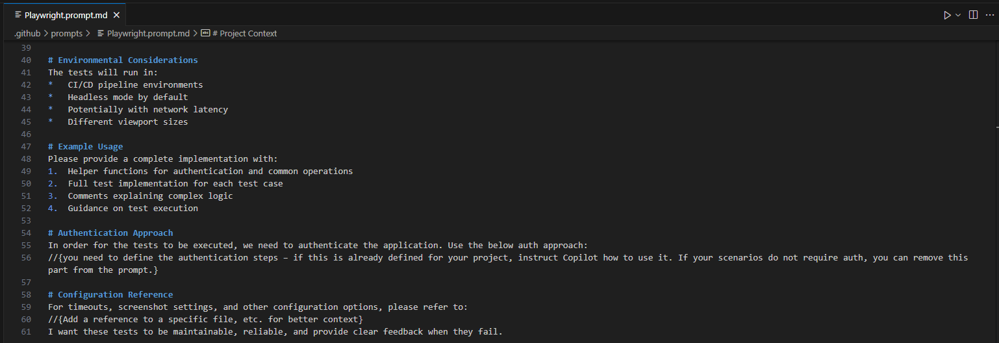 Playwright.prompt.md
.github > prompts > Playwright.prompt.md > abc # Project Context
39
40 # Environmental Considerations
41 The tests will run in:
42 *   CI/CD pipeline environments
43 *   Headless mode by default
44 *   Potentially with network latency
45 *   Different viewport sizes
46
47 # Example Usage
48 Please provide a complete implementation with:
49 1.  Helper functions for authentication and common operations
50 2.  Full test implementation for each test case
51 3.  Comments explaining complex logic
52 4.  Guidance on test execution
53
54 # Authentication Approach
55 In order for the tests to be executed, we need to authenticate the application. Use the below auth approach:
56 //{you need to define the authentication steps – if this is already defined for your project, instruct Copilot how to use it. If your scenarios do not require auth, you can remove this
part from the prompt.}
57
58 # Configuration Reference
59 For timeouts, screenshot settings, and other configuration options, please refer to:
60 //{Add a reference to a specific file, etc. for better context}
61 I want these tests to be maintainable, reliable, and provide clear feedback when they fail.